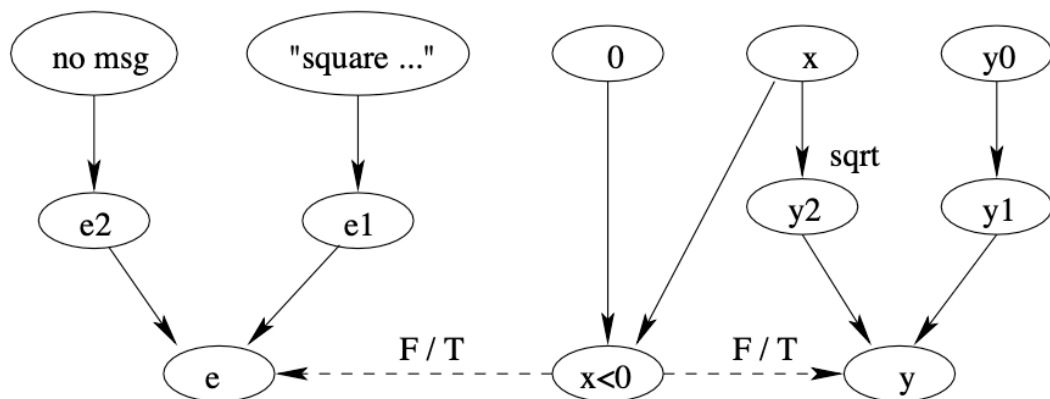 no msg
"square ..."
0
x
y0
sqrt
e2
e1
y2
y1
F / T
F / T
e
x<0
y